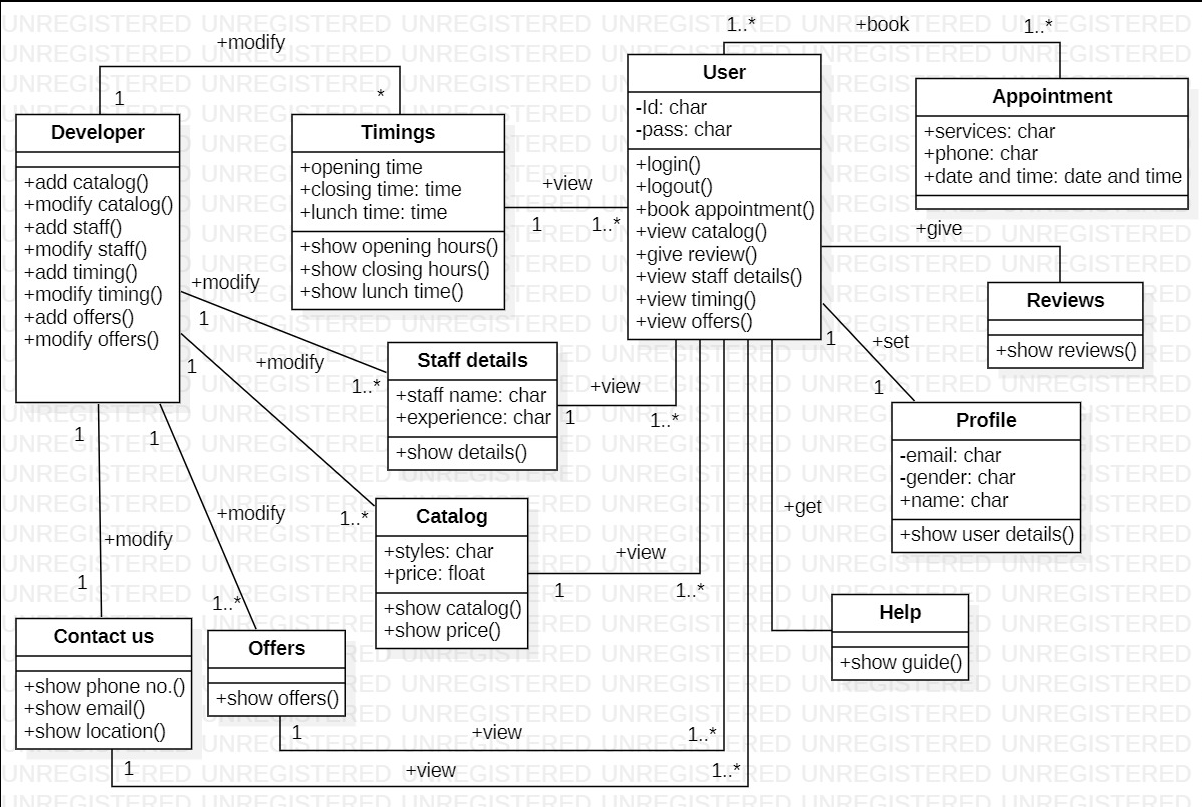 UNREGISTERED UNREGISTERED UNREGISTERED UNREGISTERED UNREGISTERED UNREGISTERED
+modify
1
*
Developer
+add catalog()
+modify catalog()
+add staff()
+modify staff()
+add timing()
+modify timing()
+add offers()
+modify offers()
Timings
+opening time
+closing time: time
+lunch time: time
+show opening hours()
+show closing hours()
+show lunch time()
+view
1
1..*
User
-Id: char
-pass: char
+login()
+logout()
+book appointment()
+view catalog()
+give review()
+view staff details()
+view timing()
+view offers()
1..*
+book
1..*
Appointment
+services: char
+phone: char
+date and time: date and time
+give
Reviews
+show reviews()
+modify
1
1..*
Staff details
+staff name: char
+experience: char
+show details()
+view
1
1..*
1
+set
1
Profile
-email: char
-gender: char
+name: char
+show user details()
1
+modify
1..*
Catalog
+styles: char
+price: float
+show catalog()
+show price()
+view
1
1..*
+get
Help
+show guide()
1
+modify
1
Contact us
+show phone no.()
+show email()
+show location()
1
+modify
1..*
Offers
+show offers()
1
+view
1..*
1
+view
1..*